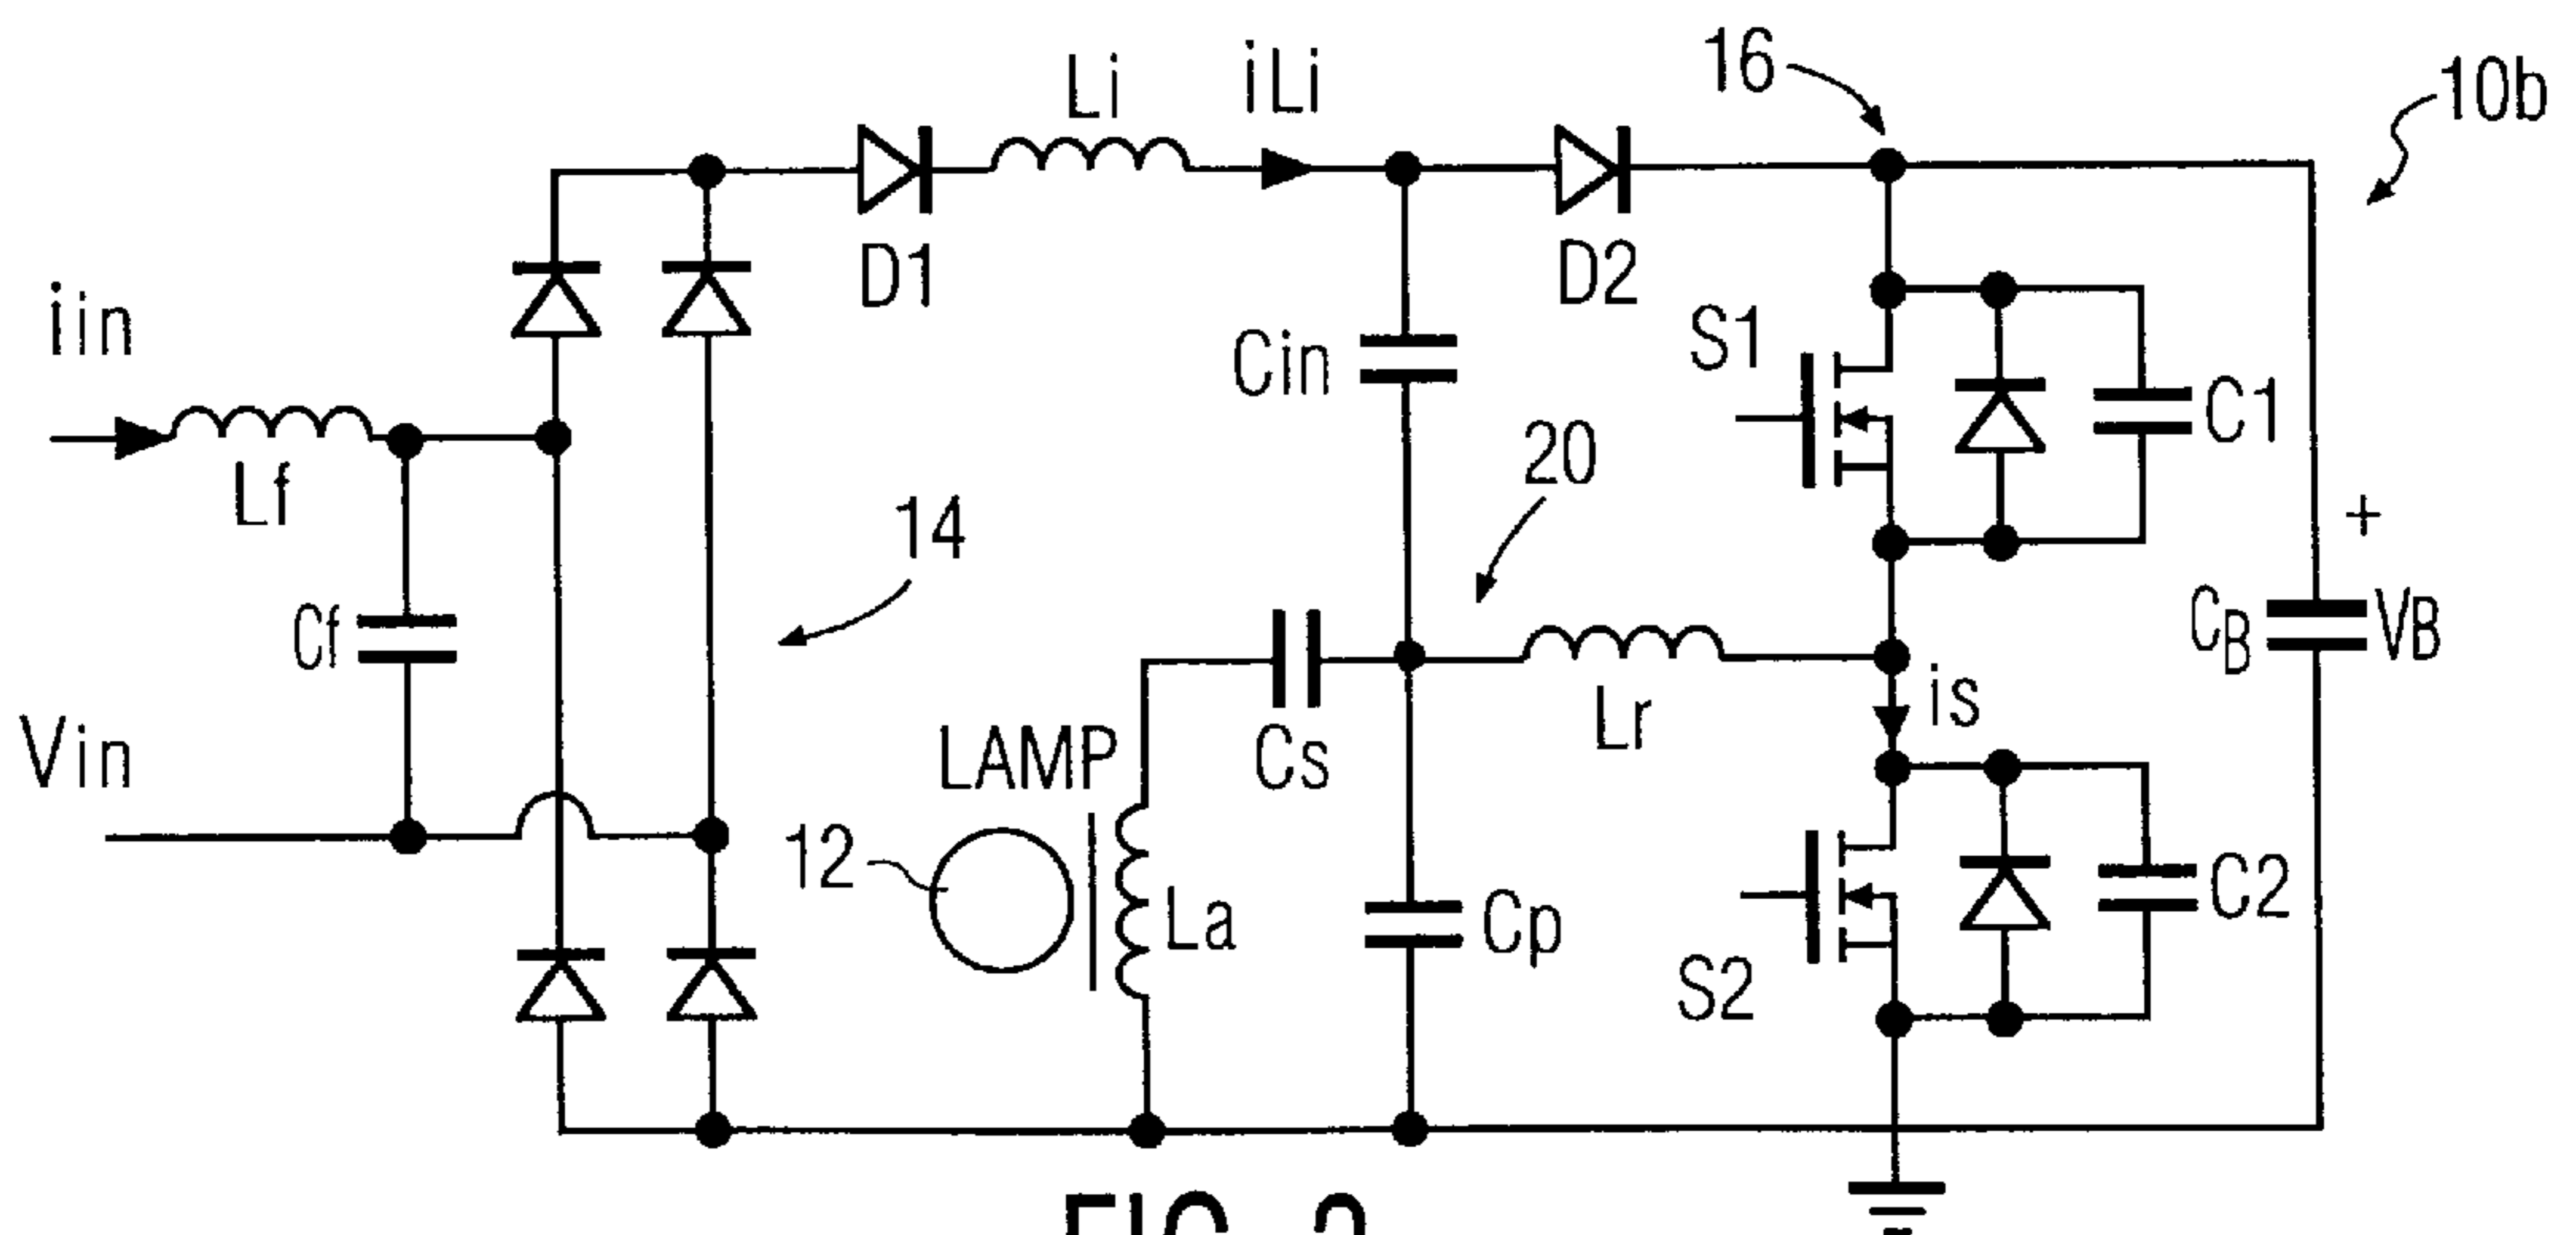 Li
iLi
16
10b
D1
D2
iin
Lf
Cin
S1
C1
14
20
+
Cf
CB
VB
Vin
LAMP
Cs
Lr
is
12
La
Cp
C2
S2